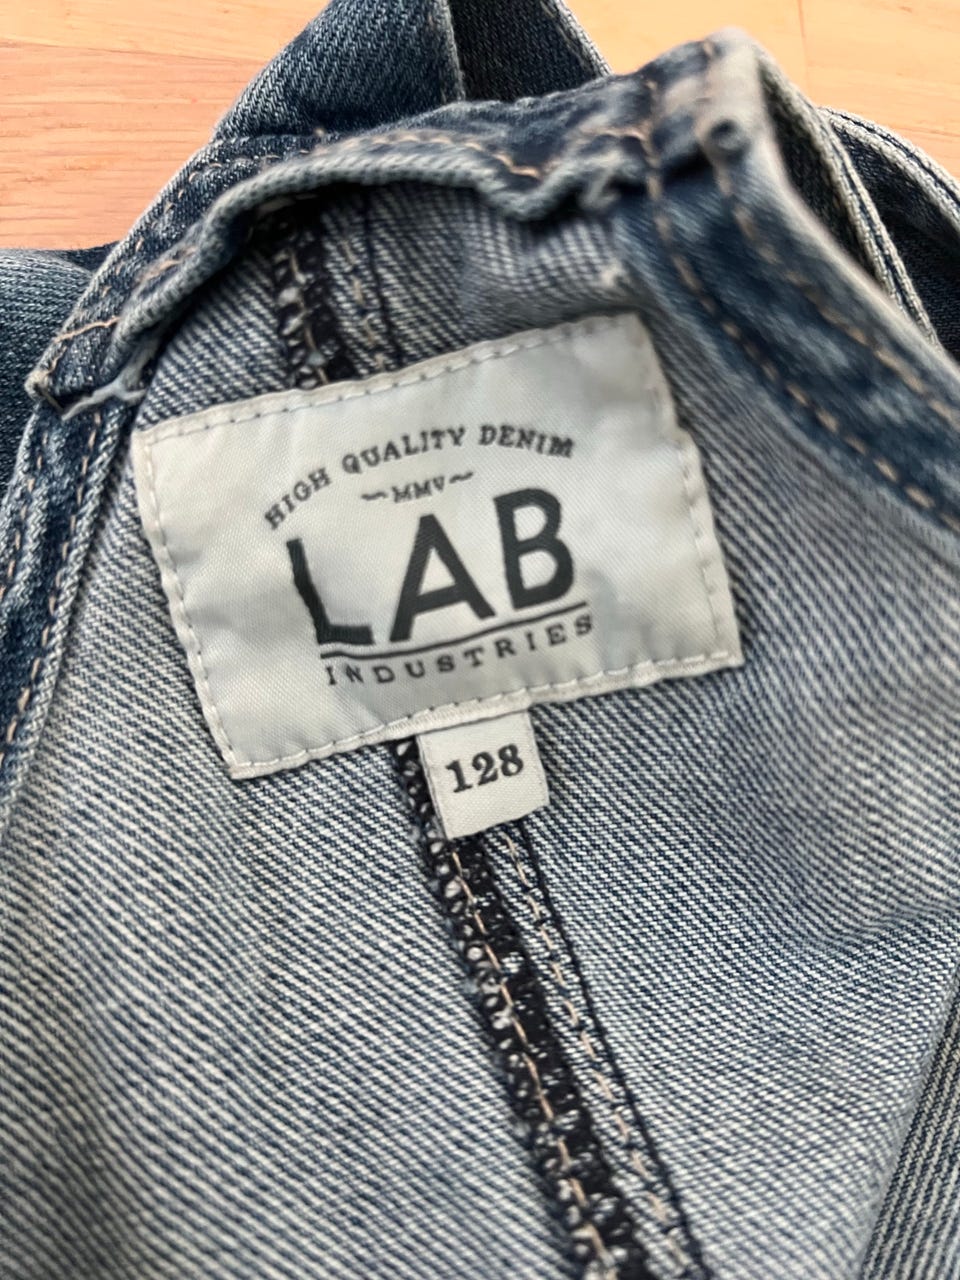 HIGH QUALITY DENIM
~MMV~
LAB
INDUSTRIES
128